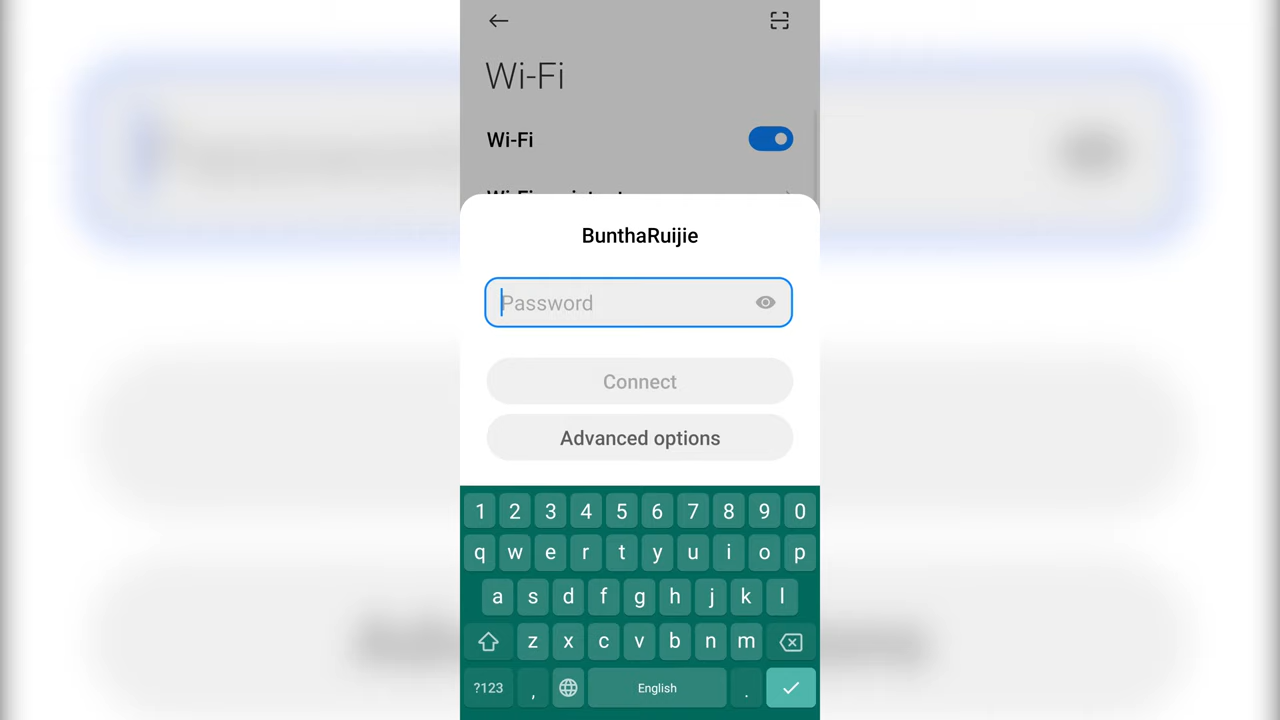 Wi-Fi
Wi-Fi
BunthaRuijie
Password
Connect
Advanced options
1 2 3 4 5 6 7 8 9 0
q w e r t y u i o p
a s d f g h j k l
z x c v b n m
?123 , English .